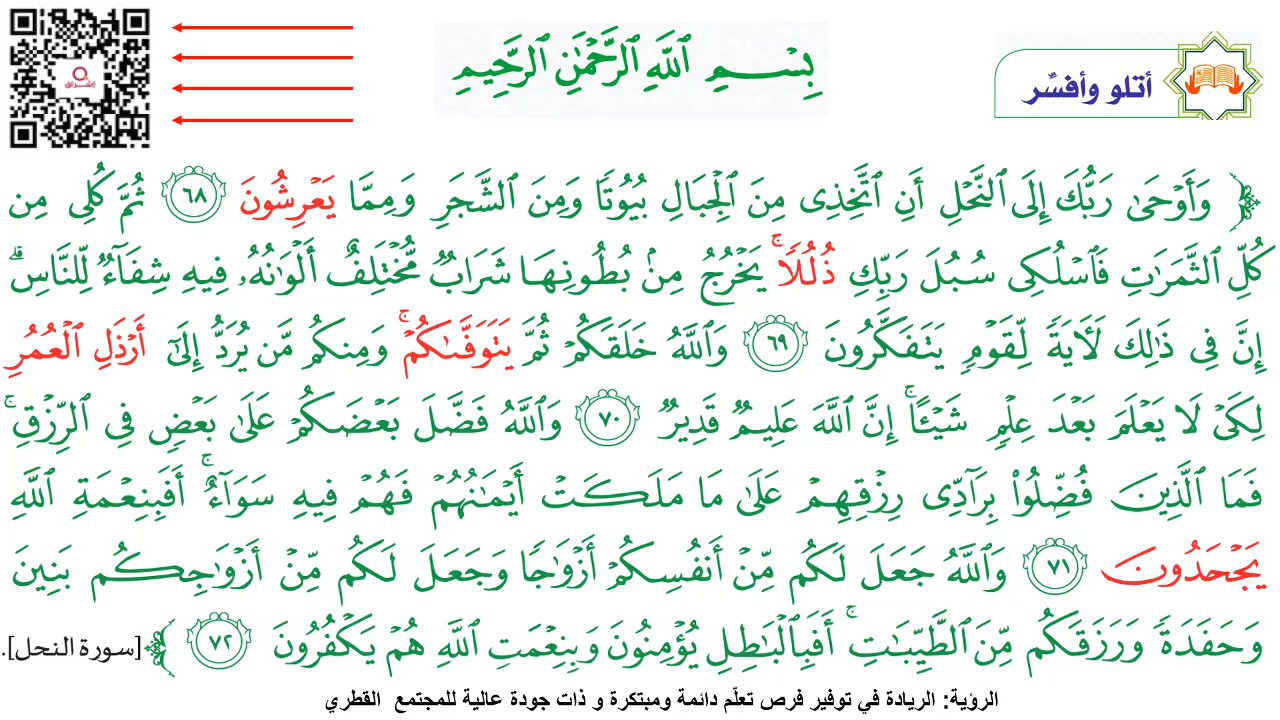 أتلو وأفسِّر
بِسْمِ ٱللَّهِ ٱلرَّحْمَٰنِ ٱلرَّحِيمِ
إشراق
﴿ وَأَوْحَىٰ رَبُّكَ إِلَى ٱلنَّحْلِ أَنِ ٱتَّخِذِى مِنَ ٱلْجِبَالِ بُيُوتًا وَمِنَ ٱلشَّجَرِ وَمِمَّا يَعْرِشُونَ ٦٨ ثُمَّ كُلِى مِن
كُلِّ ٱلثَّمَرَٰتِ فَٱسْلُكِى سُبُلَ رَبِّكِ ذُلُلًا ۚ يَخْرُجُ مِنۢ بُطُونِهَا شَرَابٌ مُّخْتَلِفٌ أَلْوَٰنُهُۥ فِيهِ شِفَآءٌ لِّلنَّاسِ ۗ
إِنَّ فِى ذَٰلِكَ لَـَٔايَةً لِّقَوْمٍ يَتَفَكَّرُونَ ٦٩ وَٱللَّهُ خَلَقَكُمْ ثُمَّ يَتَوَفَّىٰكُمْ ۚ وَمِنكُم مَّن يُرَدُّ إِلَىٰٓ أَرْذَلِ ٱلْعُمُرِ
لِكَىْ لَا يَعْلَمَ بَعْدَ عِلْمٍ شَيْـًٔا ۚ إِنَّ ٱللَّهَ عَلِيمٌ قَدِيرٌ ٧٠ وَٱللَّهُ فَضَّلَ بَعْضَكُمْ عَلَىٰ بَعْضٍ فِى ٱلرِّزْقِ ۚ
فَمَا ٱلَّذِينَ فُضِّلُوا۟ بِرَآدِّى رِزْقِهِمْ عَلَىٰ مَا مَلَكَتْ أَيْمَٰنُهُمْ فَهُمْ فِيهِ سَوَآءٌ ۚ أَفَبِنِعْمَةِ ٱللَّهِ
يَجْحَدُونَ ٧١ وَٱللَّهُ جَعَلَ لَكُم مِّنْ أَنفُسِكُمْ أَزْوَٰجًا وَجَعَلَ لَكُم مِّنْ أَزْوَٰجِكُم بَنِينَ
وَحَفَدَةً وَرَزَقَكُم مِّنَ ٱلطَّيِّبَٰتِ ۚ أَفَبِٱلْبَٰطِلِ يُؤْمِنُونَ وَبِنِعْمَتِ ٱللَّهِ هُمْ يَكْفُرُونَ ٧٢ ﴾ [سورة النحل].
الرؤية: الريادة في توفير فرص تعلّم دائمة ومبتكرة و ذات جودة عالية للمجتمع القطري